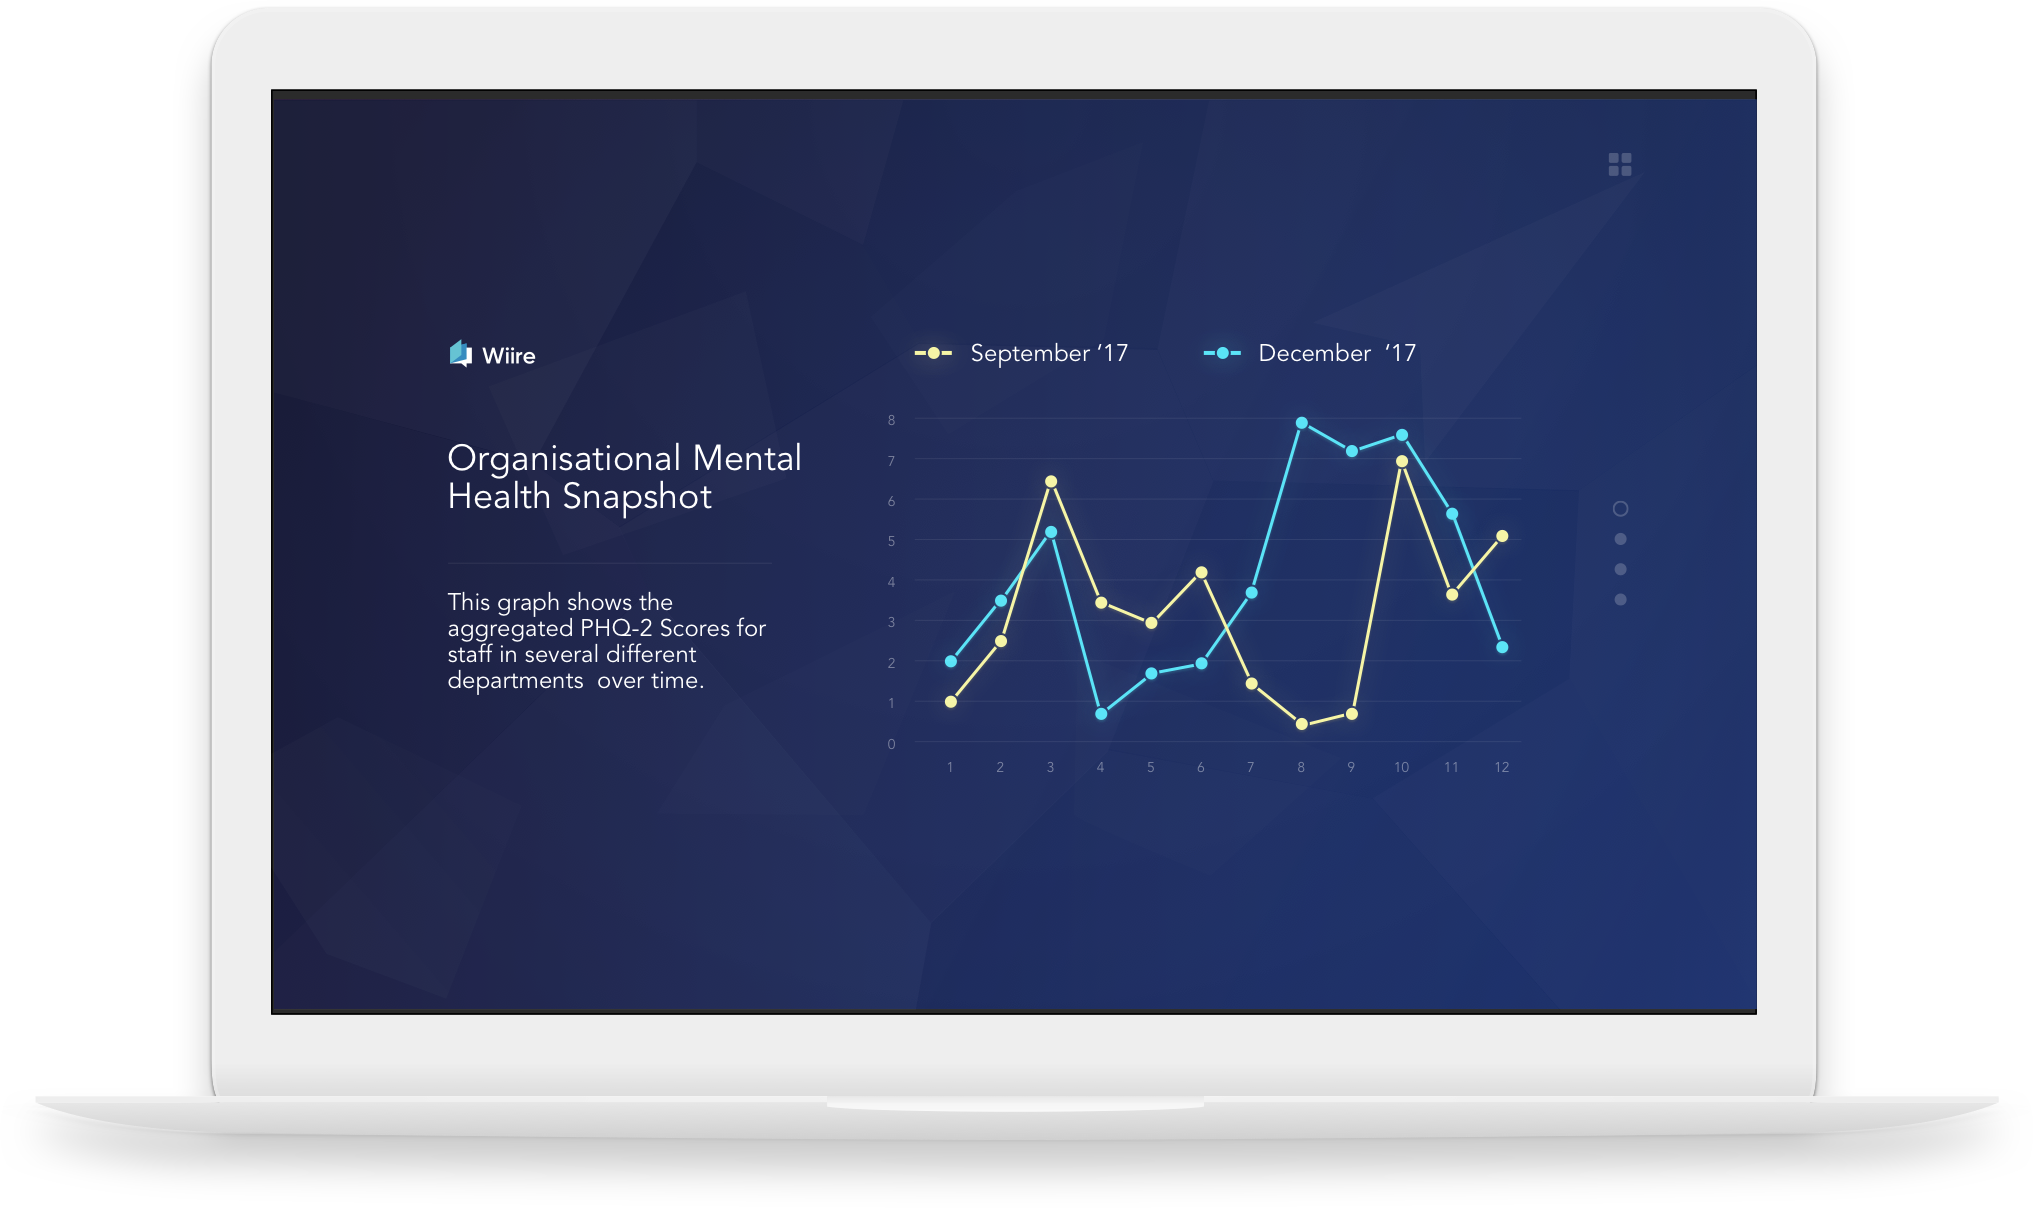 Wiire
Organisational Mental
Health Snapshot
This graph shows the
aggregated PHQ-2 Scores for
staff in several different
departments over time.
September ‘17
December ‘17
8
7
6
5
4
3
2
1
0
1 2 3 4 5 6 7 8 9 10 11 12